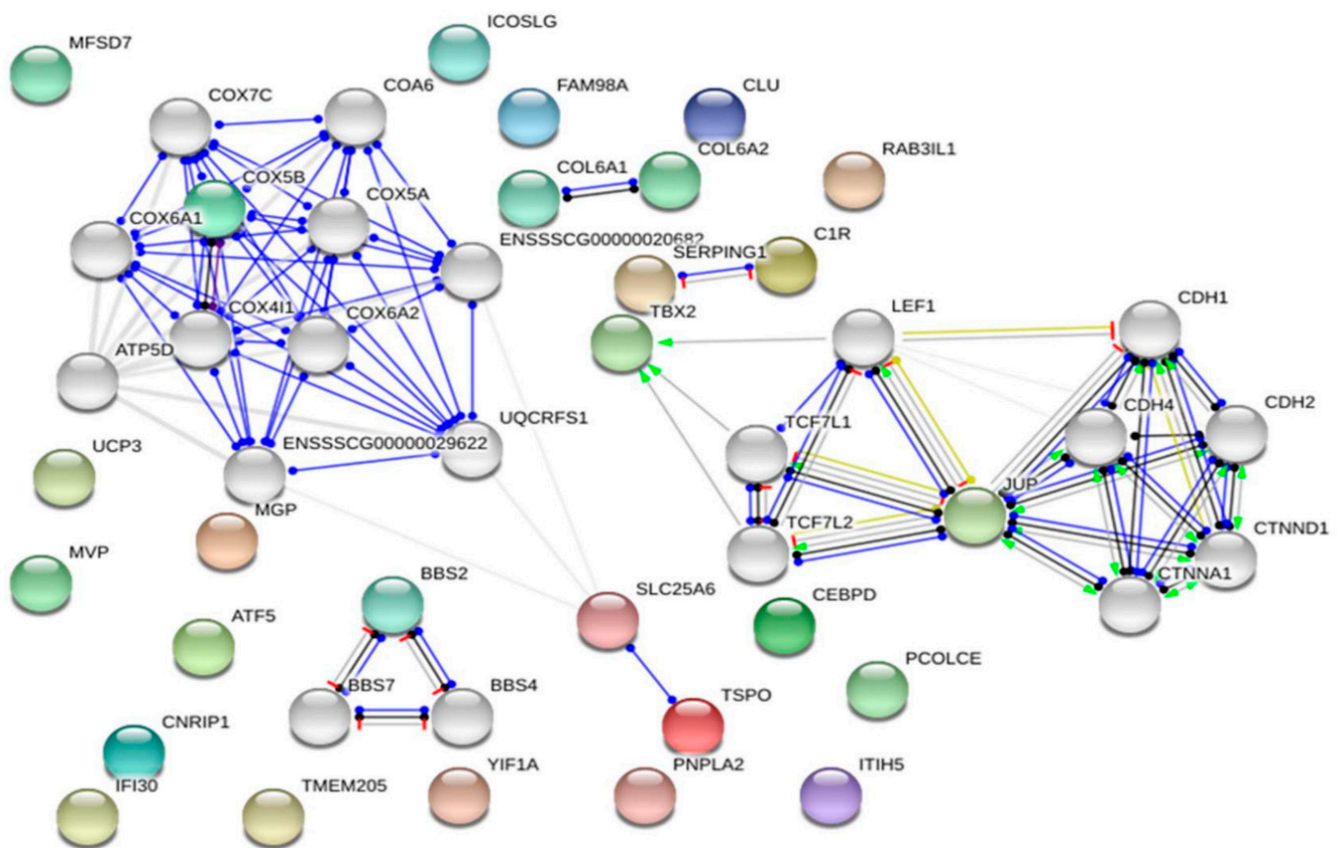 ICOSLG
MFSD7
COA6
FAM98A
CLU
COX7C
COL6A2
RAB3IL1
COL6A1
COX5B
COX5A
COX6A1
C1R
ENSSSCG00000020682
SERPING1
COX4I1
COX6A2
TBX2
LEF1
CDH1
ATP5D
CDH4
CDH2
UQCRFS1
TCF7L1
UCP3
ENSSSCG00000029622
JUP
MGP
TCF7L2
CTNND1
MVP
BBS2
CTNNA1
SLC25A6
CEBPD
ATF5
PCOLCE
BBS7
BBS4
TSPO
CNRIP1
IFI30
TMEM205
YIF1A
PNPLA2
ITIH5